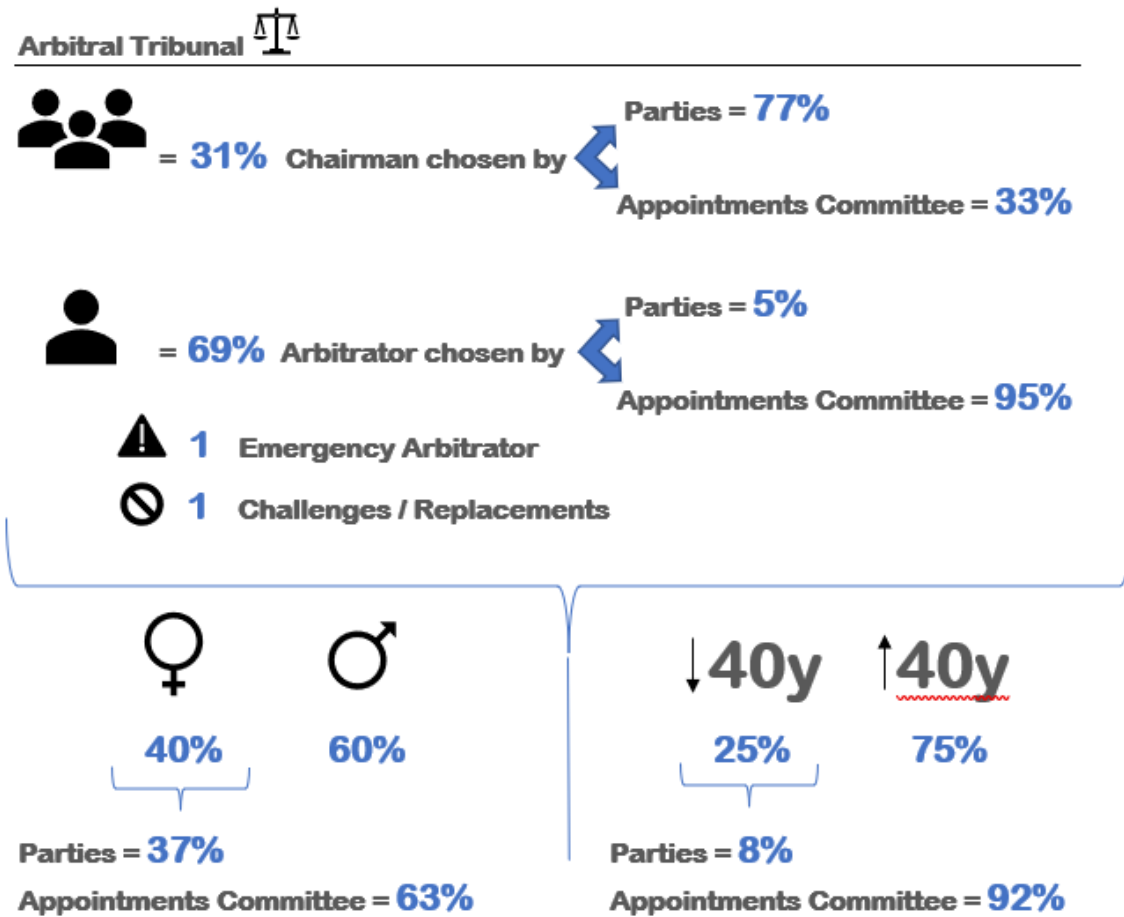 Arbitral Tribunal
Parties = 77%
= 31% Chairman chosen by
Appointments Committee = 33%
Parties = 5%
= 69% Arbitrator chosen by
Appointments Committee = 95%
1 Emergency Arbitrator
1 Challenges / Replacements
40y 40y
40% 60% 25% 75%
Parties = 37%
Appointments Committee = 63%
Parties = 8%
Appointments Committee = 92%